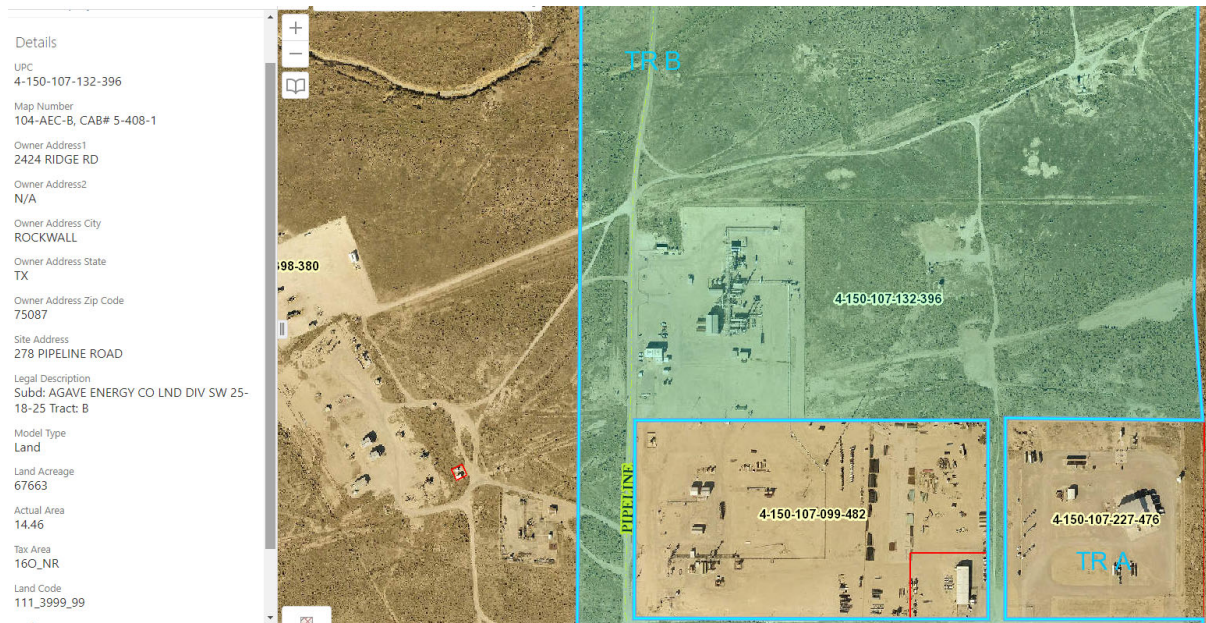 Details
UPC
4-150-107-132-396
Map Number
104-AEC-B, CAB# 5-408-1
Owner Address1
2424 RIDGE RD
Owner Address2
N/A
Owner Address City
ROCKWALL
Owner Address State
TX
Owner Address Zip Code
75087
Site Address
278 PIPELINE ROAD
Legal Description
Subd: AGAVE ENERGY CO LND DIV SW 25-
18-25 Tract: B
Model Type
Land
Land Acreage
67663
Actual Area
14.46
Tax Area
16O_NR
Land Code
111_3999_99
TR B
98-380
4-150-107-132-396
PIPELINE
4-150-107-099-482
4-150-107-227-476
TR A